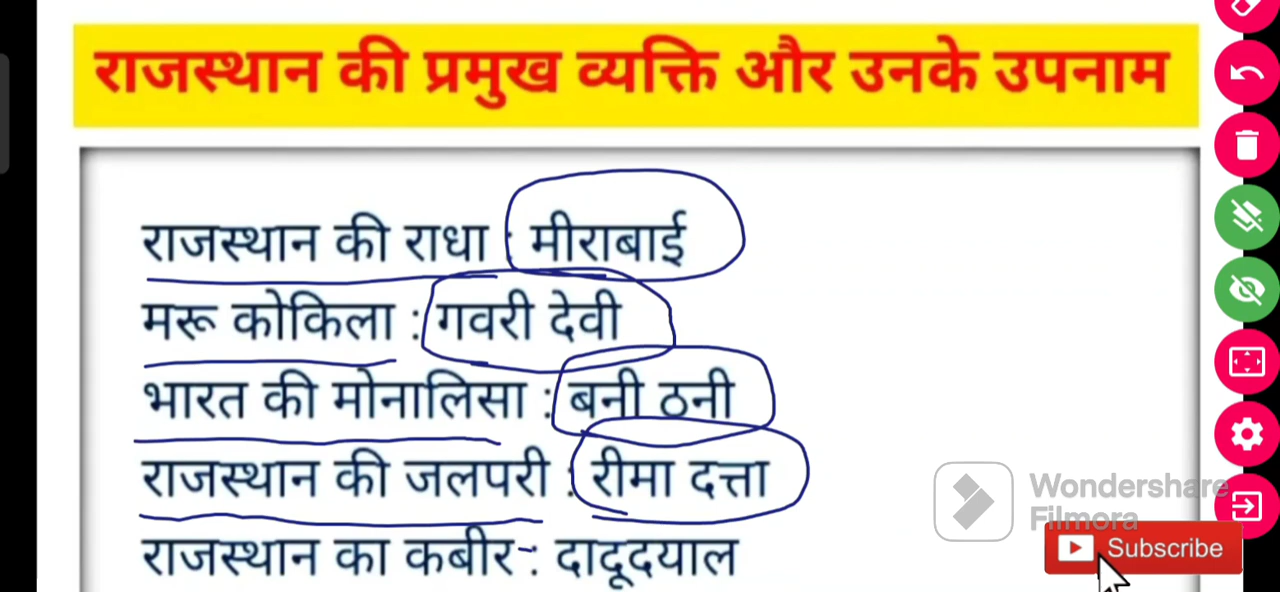 राजस्थान की प्रमुख व्यक्ति और उनके उपनाम
राजस्थान की राधा : मीराबाई
मरू कोकिला : गवरी देवी
भारत की मोनालिसा : बनी ठनी
राजस्थान की जलपरी : रीमा दत्ता
राजस्थान का कबीर : दादूदयाल
Wondershare
Filmora
Subscribe